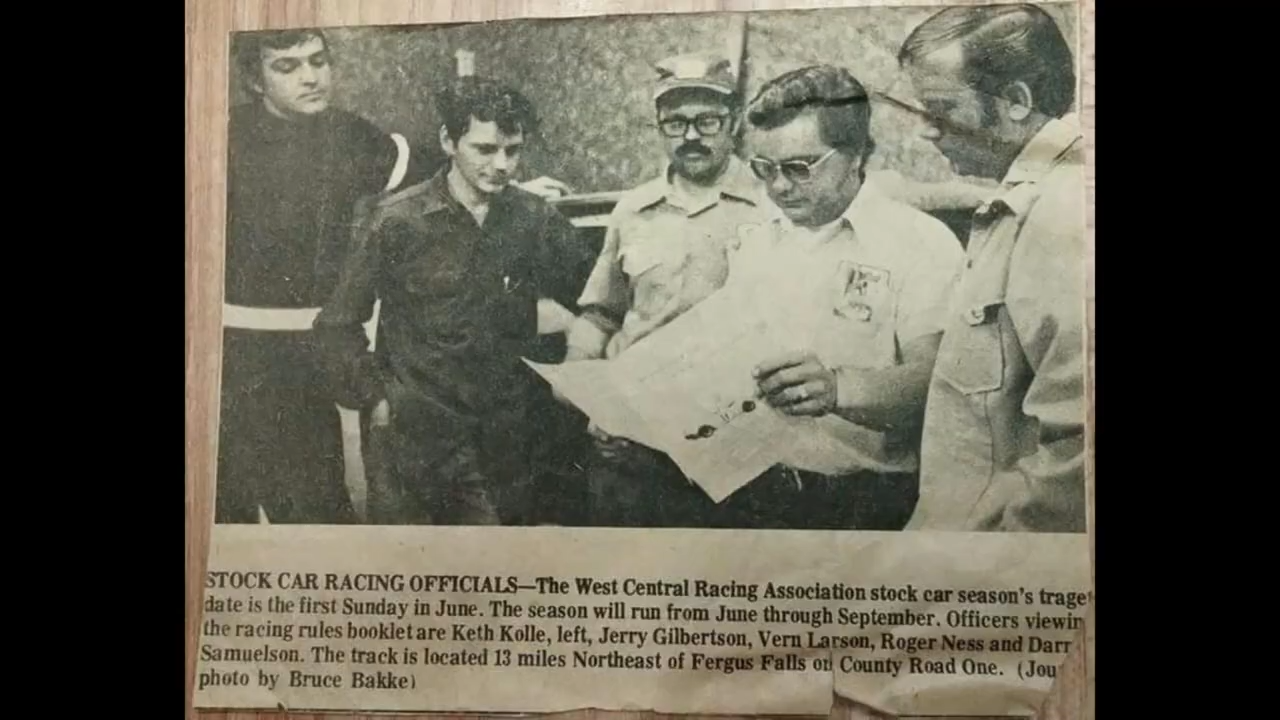 STOCK CAR RACING OFFICIALS—The West Central Racing Association stock car season's trage
date is the first Sunday in June. The season will run from June through September. Officers viewin
the racing rules booklet are Keth Kolle, left, Jerry Gilbertson, Vern Larson, Roger Ness and Darr
Samuelson. The track is located 13 miles Northeast of Fergus Falls on County Road One. (Jou
photo by Bruce Bakke)